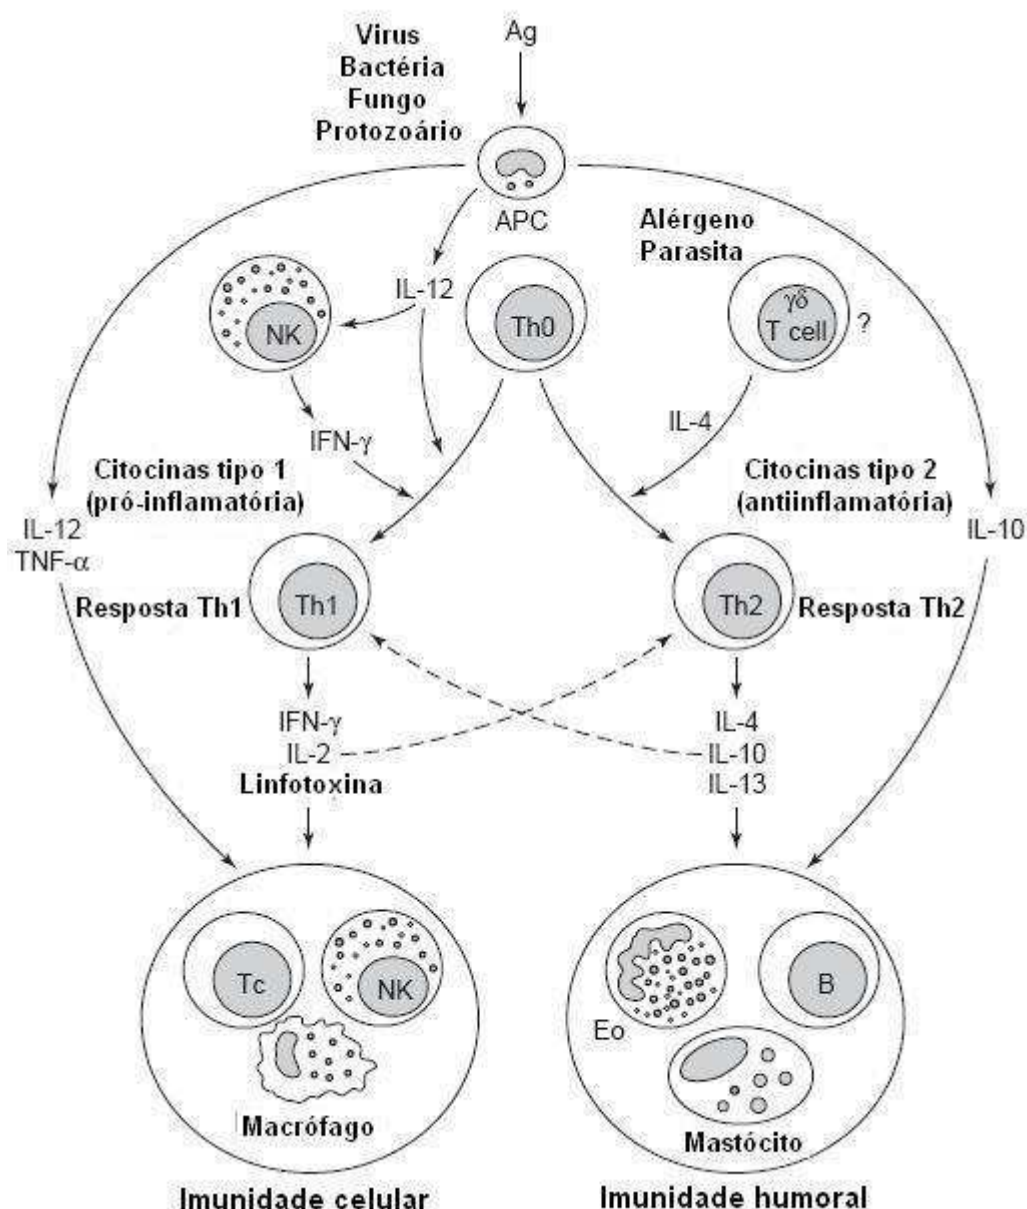 Virus
Bactéria
Fungo
Protozoário
Ag
APC
Alérgeno
Parasita
NK
IL-12
Th0
γδ
T cell
?
IFN-γ
IL-4
Citocinas tipo 1
(pró-inflamatória)
Citocinas tipo 2
(antiinflamatória)
IL-12
TNF-α
IL-10
Resposta Th1
Th1
Th2
Resposta Th2
IFN-γ
IL-2
Linfotoxina
IL-4
IL-10
IL-13
Tc
NK
Macrófago
Eo
B
Mastócito
Imunidade celular
Imunidade humoral